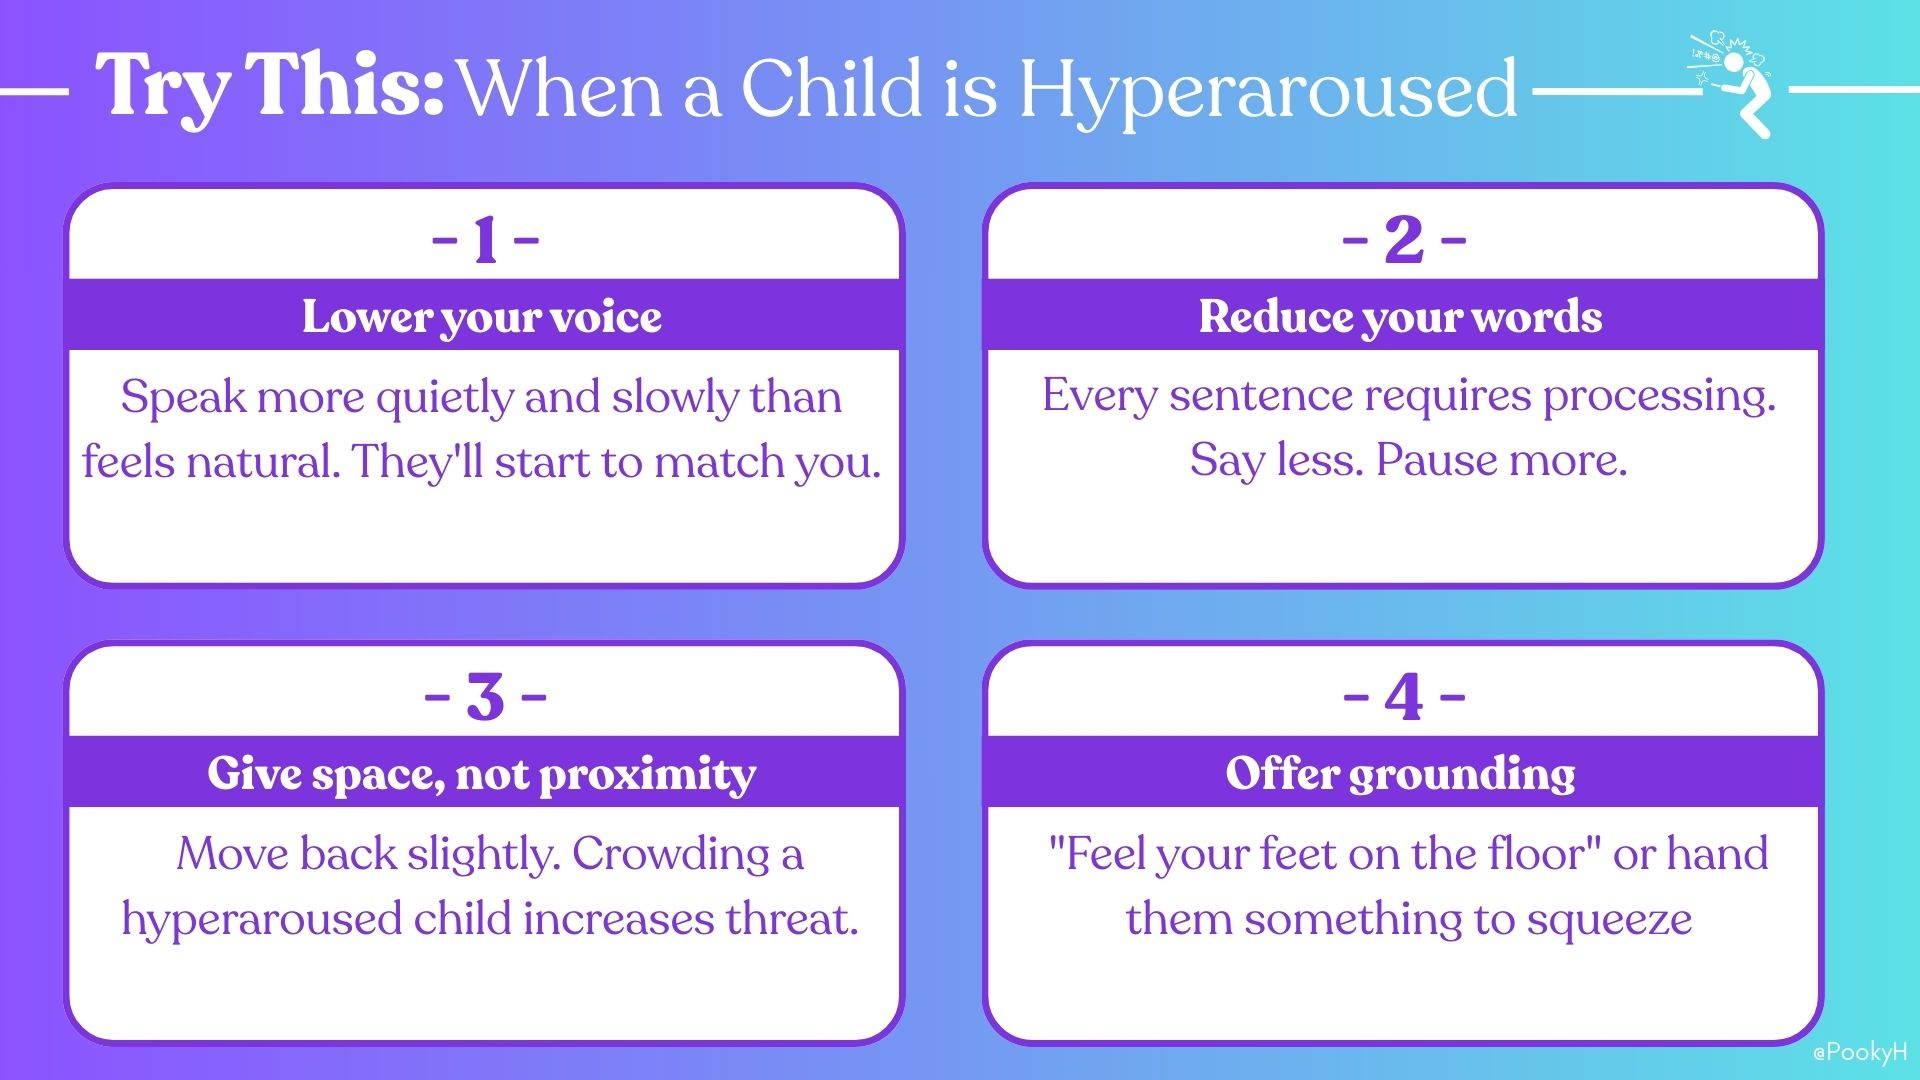 Try This: When a Child is Hyperaroused
- 1 -
Lower your voice
Speak more quietly and slowly than
feels natural. They'll start to match you.
- 2 -
Reduce your words
Every sentence requires processing.
Say less. Pause more.
- 3 -
Give space, not proximity
Move back slightly. Crowding a
hyperaroused child increases threat.
- 4 -
Offer grounding
"Feel your feet on the floor" or hand
them something to squeeze
@PookyH